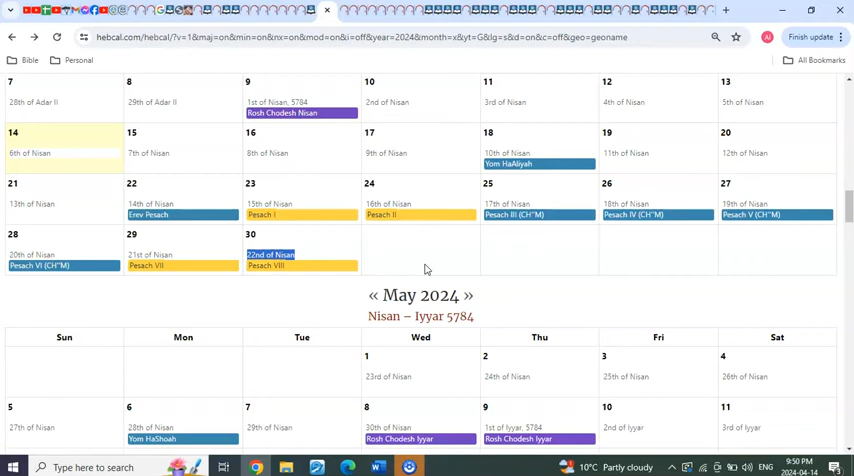 Finish update
hebcal.com/hebcal/?v=1&maj=on&min=on&nx=on&mod=on&i=off&year=2024&month=x&yt=G&lg=s&d=on&c=off&geo=geoname
Bible Personal All Bookmarks
7 8 9 10 11 12 13
28th of Adar II 29th of Adar II 1st of Nisan, 5784 2nd of Nisan 3rd of Nisan 4th of Nisan 5th of Nisan
Rosh Chodesh Nisan
14 15 16 17 18 19 20
6th of Nisan 7th of Nisan 8th of Nisan 9th of Nisan 10th of Nisan 11th of Nisan 12th of Nisan
Yom HaAliyah
21 22 23 24 25 26 27
13th of Nisan 14th of Nisan 15th of Nisan 16th of Nisan 17th of Nisan 18th of Nisan 19th of Nisan
Erev Pesach Pesach I Pesach II Pesach III (CH"M) Pesach IV (CH"M) Pesach V (CH"M)
28 29 30
20th of Nisan 21st of Nisan 22nd of Nisan
Pesach VI (CH"M) Pesach VII Pesach VIII
« May 2024 »
Nisan – Iyyar 5784
Sun Mon Tue Wed Thu Fri Sat
1 2 3 4
23rd of Nisan 24th of Nisan 25th of Nisan 26th of Nisan
5 6 7 8 9 10 11
27th of Nisan 28th of Nisan 29th of Nisan 30th of Nisan 1st of Iyyar, 5784 2nd of Iyyar 3rd of Iyyar
Yom HaShoah Rosh Chodesh Iyyar Rosh Chodesh Iyyar
Type here to search 10°C Partly cloudy ENG 9:50 PM
2024-04-14